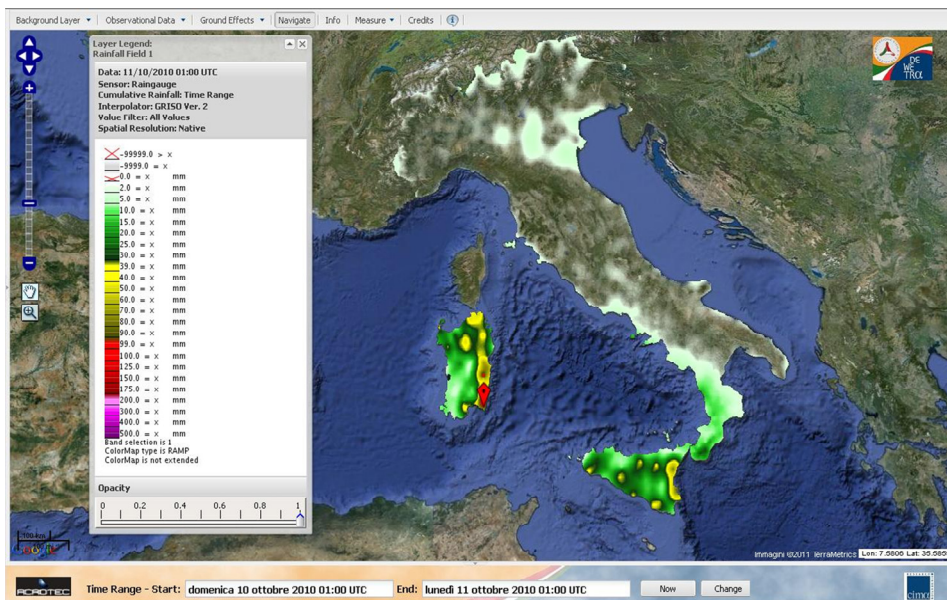 Background Layer Observational Data Ground Effects Navigate Info Measure Credits
Layer Legend:
Rainfall Field 1
Data: 11/10/2010 01:00 UTC
Sensor: Raingauge
Cumulative Rainfall: Time Range
Interpolator: GRISO Ver. 2
Value Filter: All Values
Spatial Resolution: Native
-99999.0 > x
-9999.0 = x
0.0 = x mm
2.0 = x mm
5.0 = x mm
10.0 = x mm
15.0 = x mm
20.0 = x mm
25.0 = x mm
30.0 = x mm
39.0 = x mm
40.0 = x mm
50.0 = x mm
60.0 = x mm
70.0 = x mm
80.0 = x mm
90.0 = x mm
99.0 = x mm
100.0 = x mm
125.0 = x mm
150.0 = x mm
175.0 = x mm
200.0 = x mm
300.0 = x mm
400.0 = x mm
500.0 = x mm
Band selection is 1
ColorMap type is RAMP
ColorMap is not extended
Opacity
0 0.2 0.4 0.6 0.8 1
DE
WE
TRα
100 km
Immagini ©2011 TerraMetrics Lon: 7.5806
ACROTEC Time Range - Start: domenica 10 ottobre 2010 01:00 UTC End: lunedì 11 ottobre 2010 01:00 UTC Now Change
cima